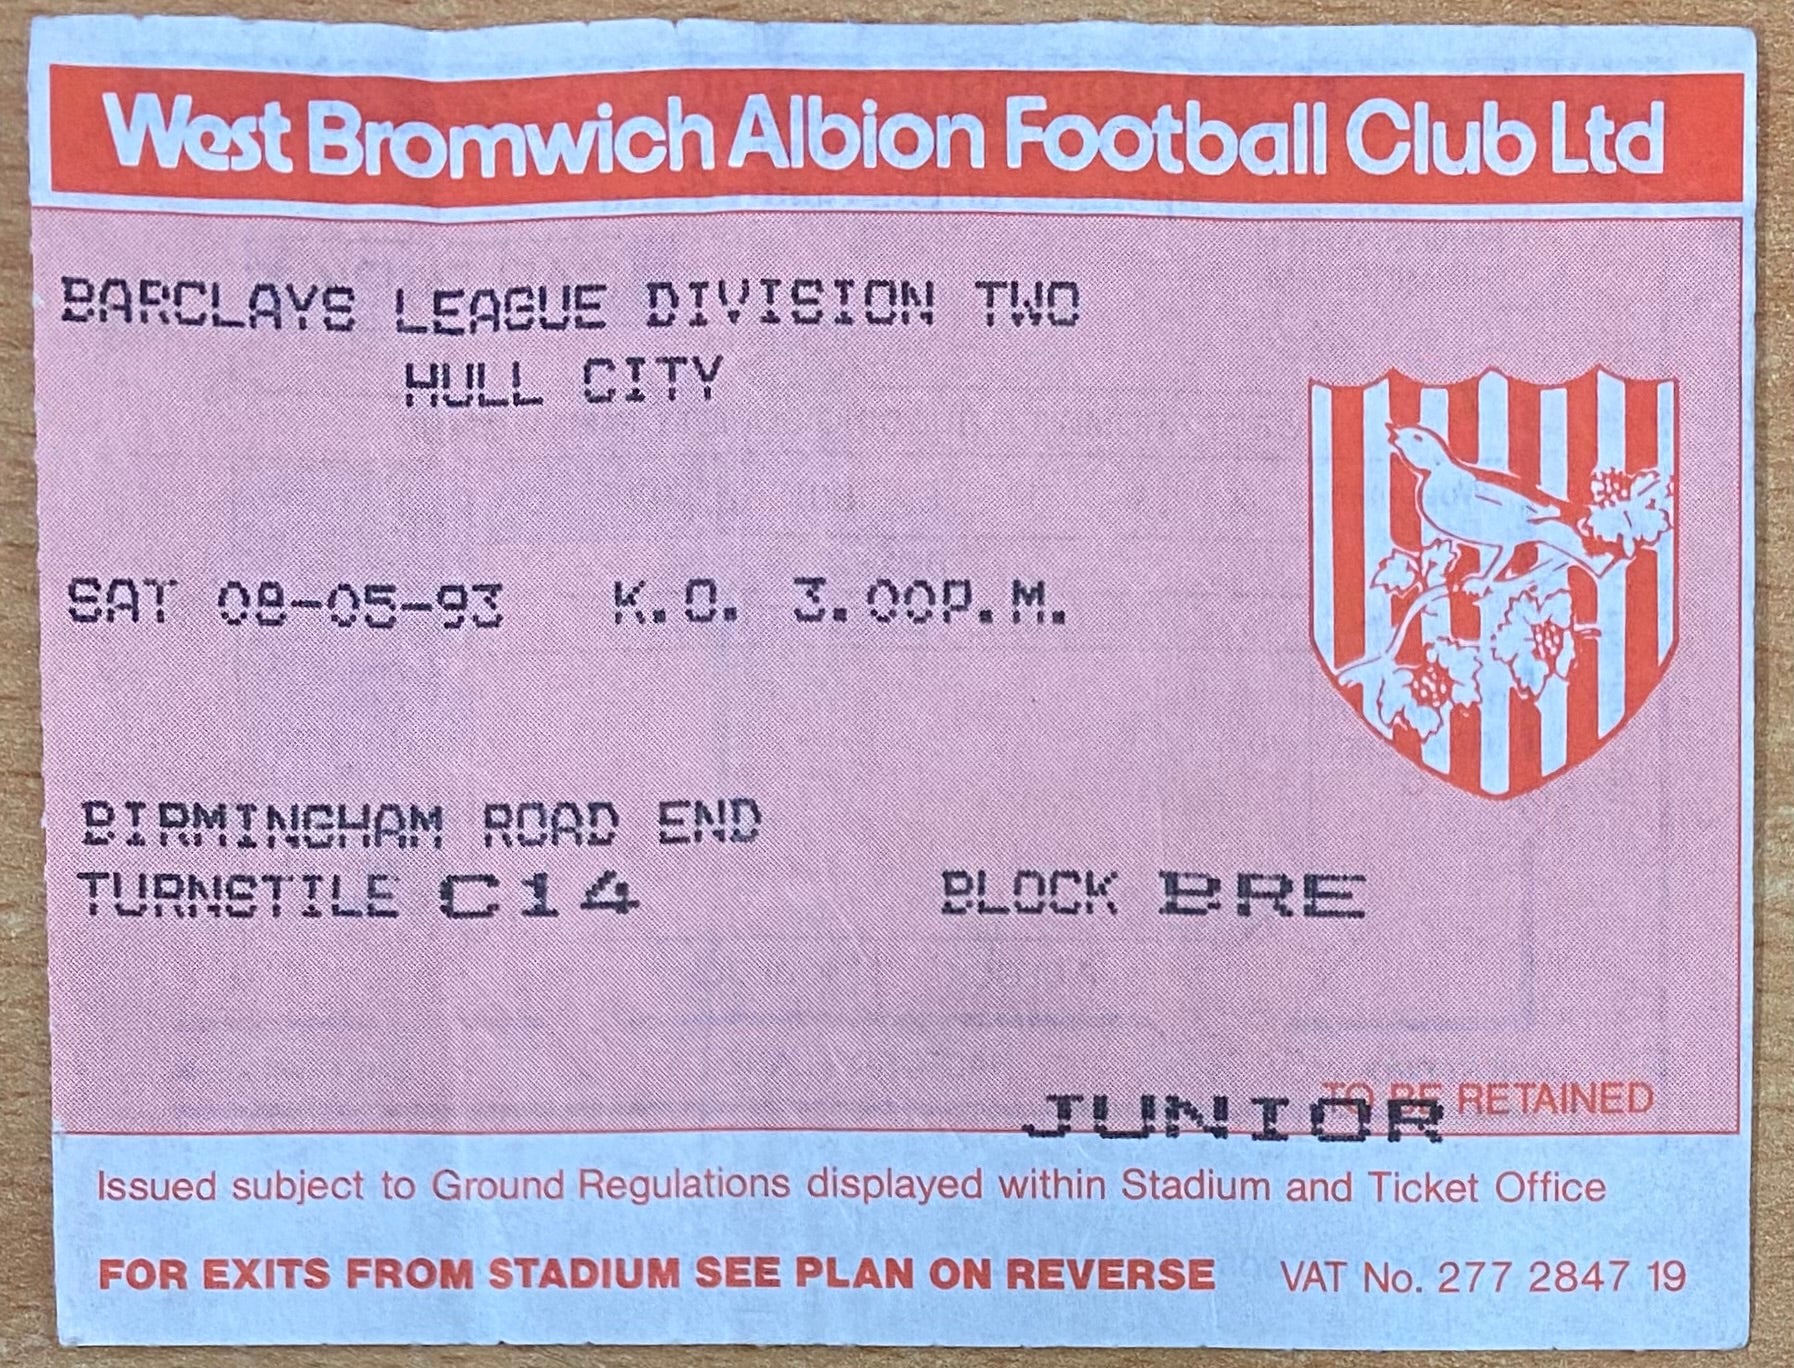 West Bromwich Albion Football Club Ltd
BARCLAYS LEAGUE DIVISION TWO
HULL CITY
SAT 08-05-93 K.O. 3.00P.M.
BIRMINGHAM ROAD END
TURNSTILE C14 BLOCK BRE
TO BE RETAINED
JUNIOR
Issued subject to Ground Regulations displayed within Stadium and Ticket Office
FOR EXITS FROM STADIUM SEE PLAN ON REVERSE VAT No. 277 2847 19